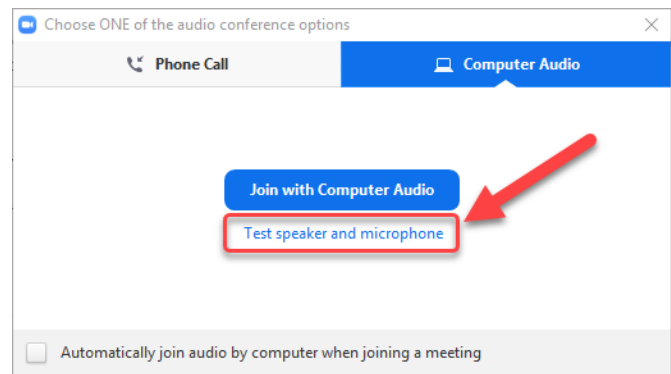 Choose ONE of the audio conference options
Phone Call
Computer Audio
Join with Computer Audio
Test speaker and microphone
Automatically join audio by computer when joining a meeting